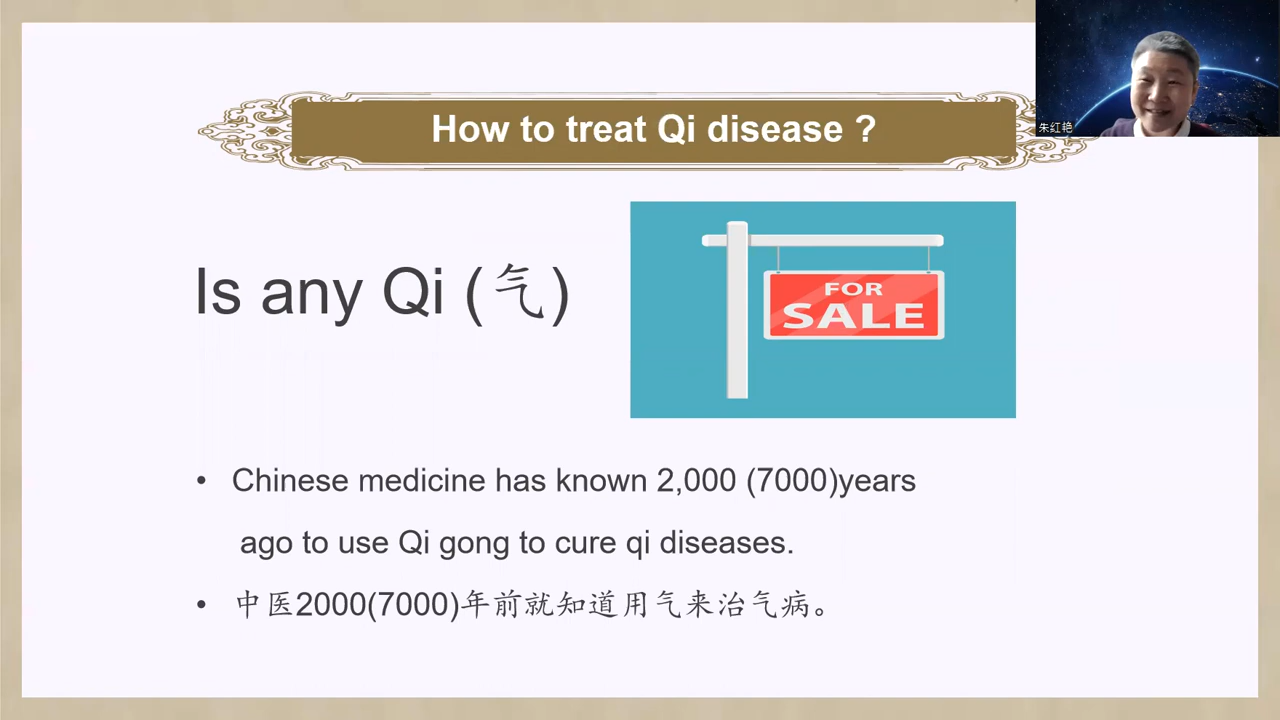 How to treat Qi disease ?
朱红艳
Is any Qi (气)
FOR
SALE
• Chinese medicine has known 2,000 (7000)years
ago to use Qi gong to cure qi diseases.
• 中医2000(7000)年前就知道用气来治气病。